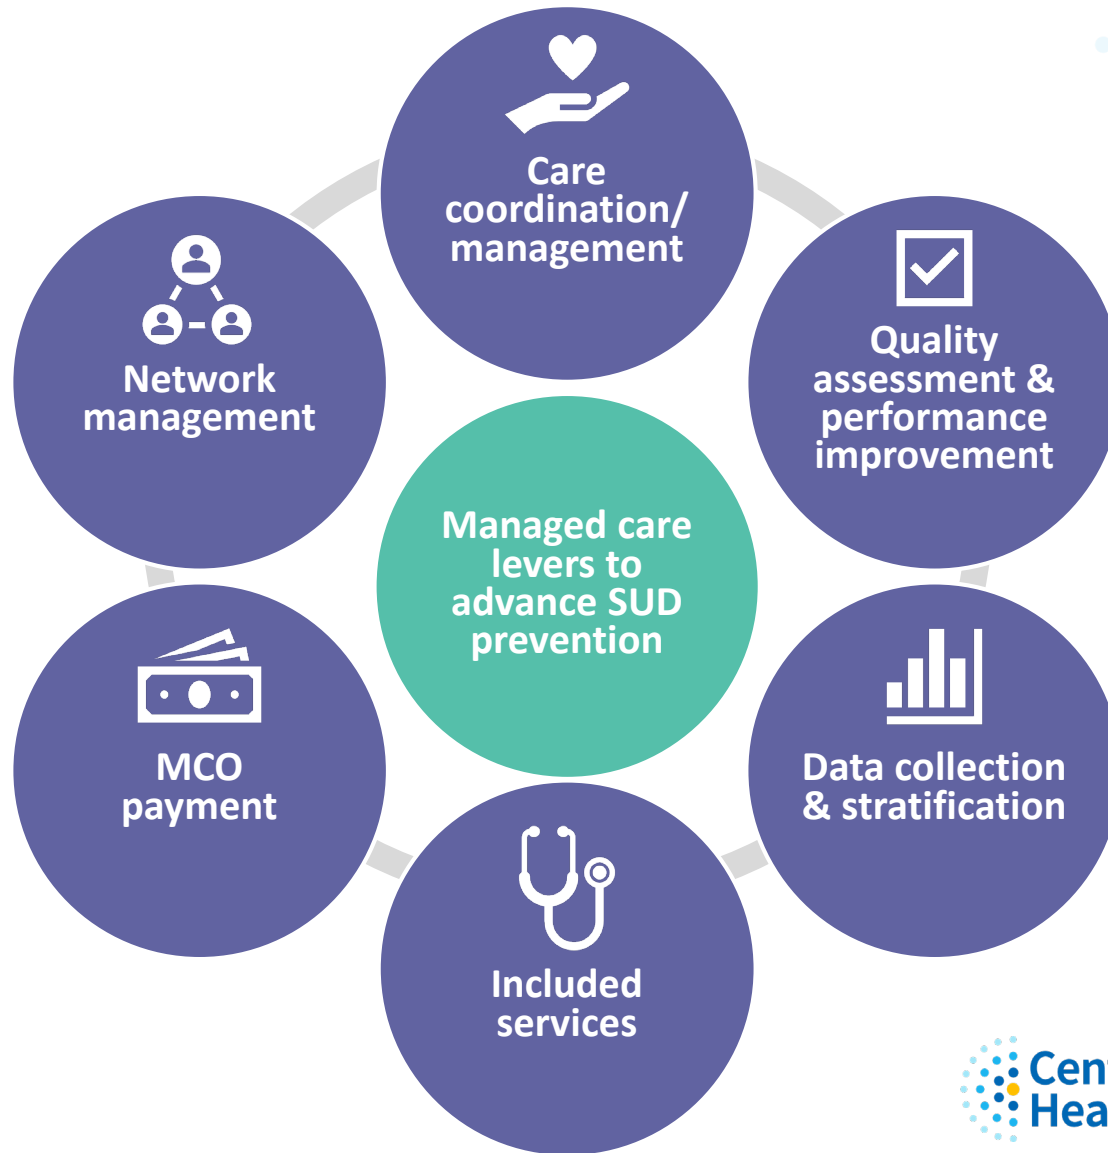 Care
coordination/
management
Quality
assessment &
performance
improvement
Data collection
& stratification
Included
services
MCO
payment
Network
management
Managed care
levers to
advance SUD
prevention